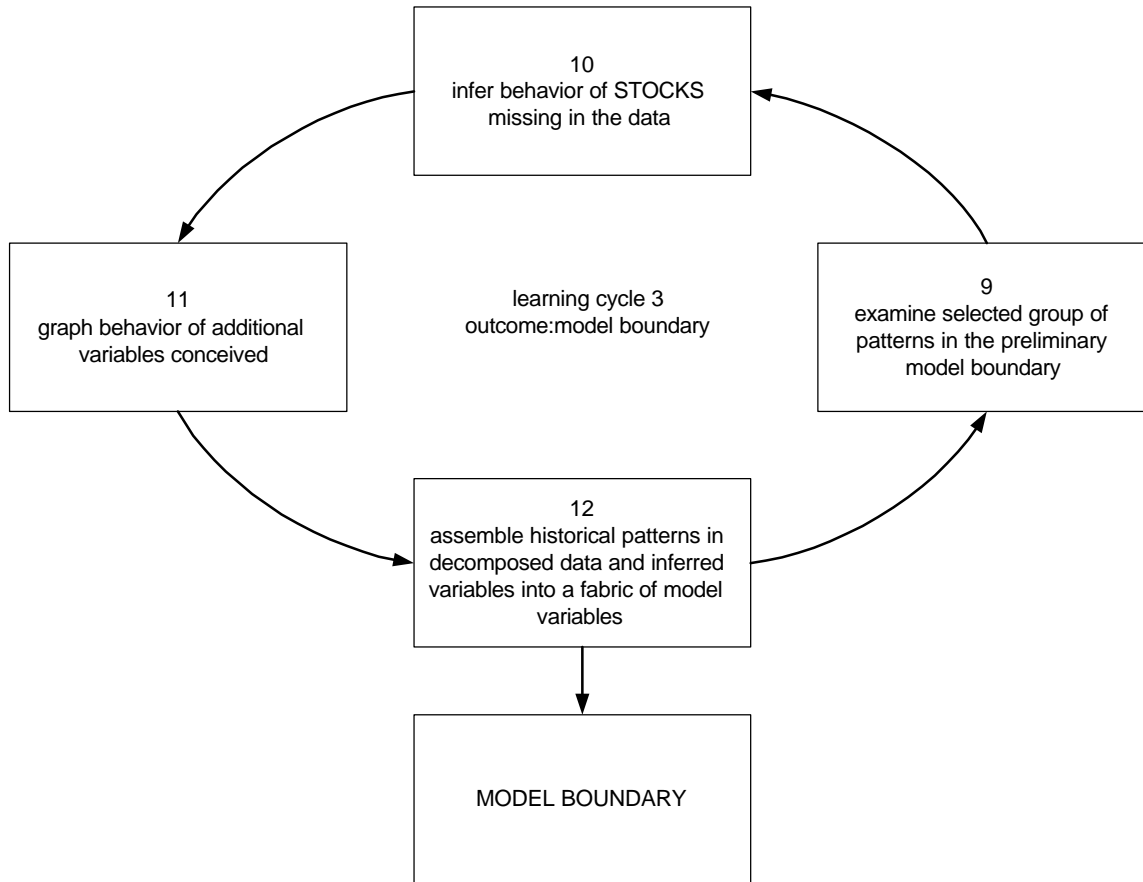 10
infer behavior of STOCKS
missing in the data
11
graph behavior of additional
variables conceived
learning cycle 3
outcome:model boundary
9
examine selected group of
patterns in the preliminary
model boundary
12
assemble historical patterns in
decomposed data and inferred
variables into a fabric of model
variables
MODEL BOUNDARY